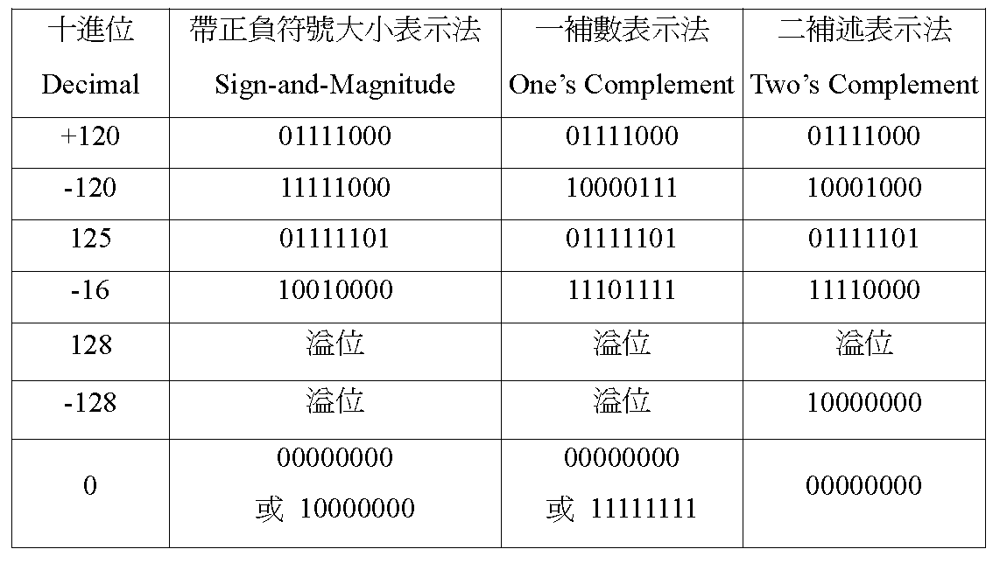 十進位 帶正負符號大小表示法 一補數表示法 二補述表示法
Decimal Sign-and-Magnitude One’s Complement Two’s Complement
+120 01111000 01111000 01111000
-120 11111000 10000111 10001000
125 01111101 01111101 01111101
-16 10010000 11101111 11110000
128 溢位 溢位 溢位
-128 溢位 溢位 10000000
0 00000000 00000000 00000000
或 10000000 或 11111111